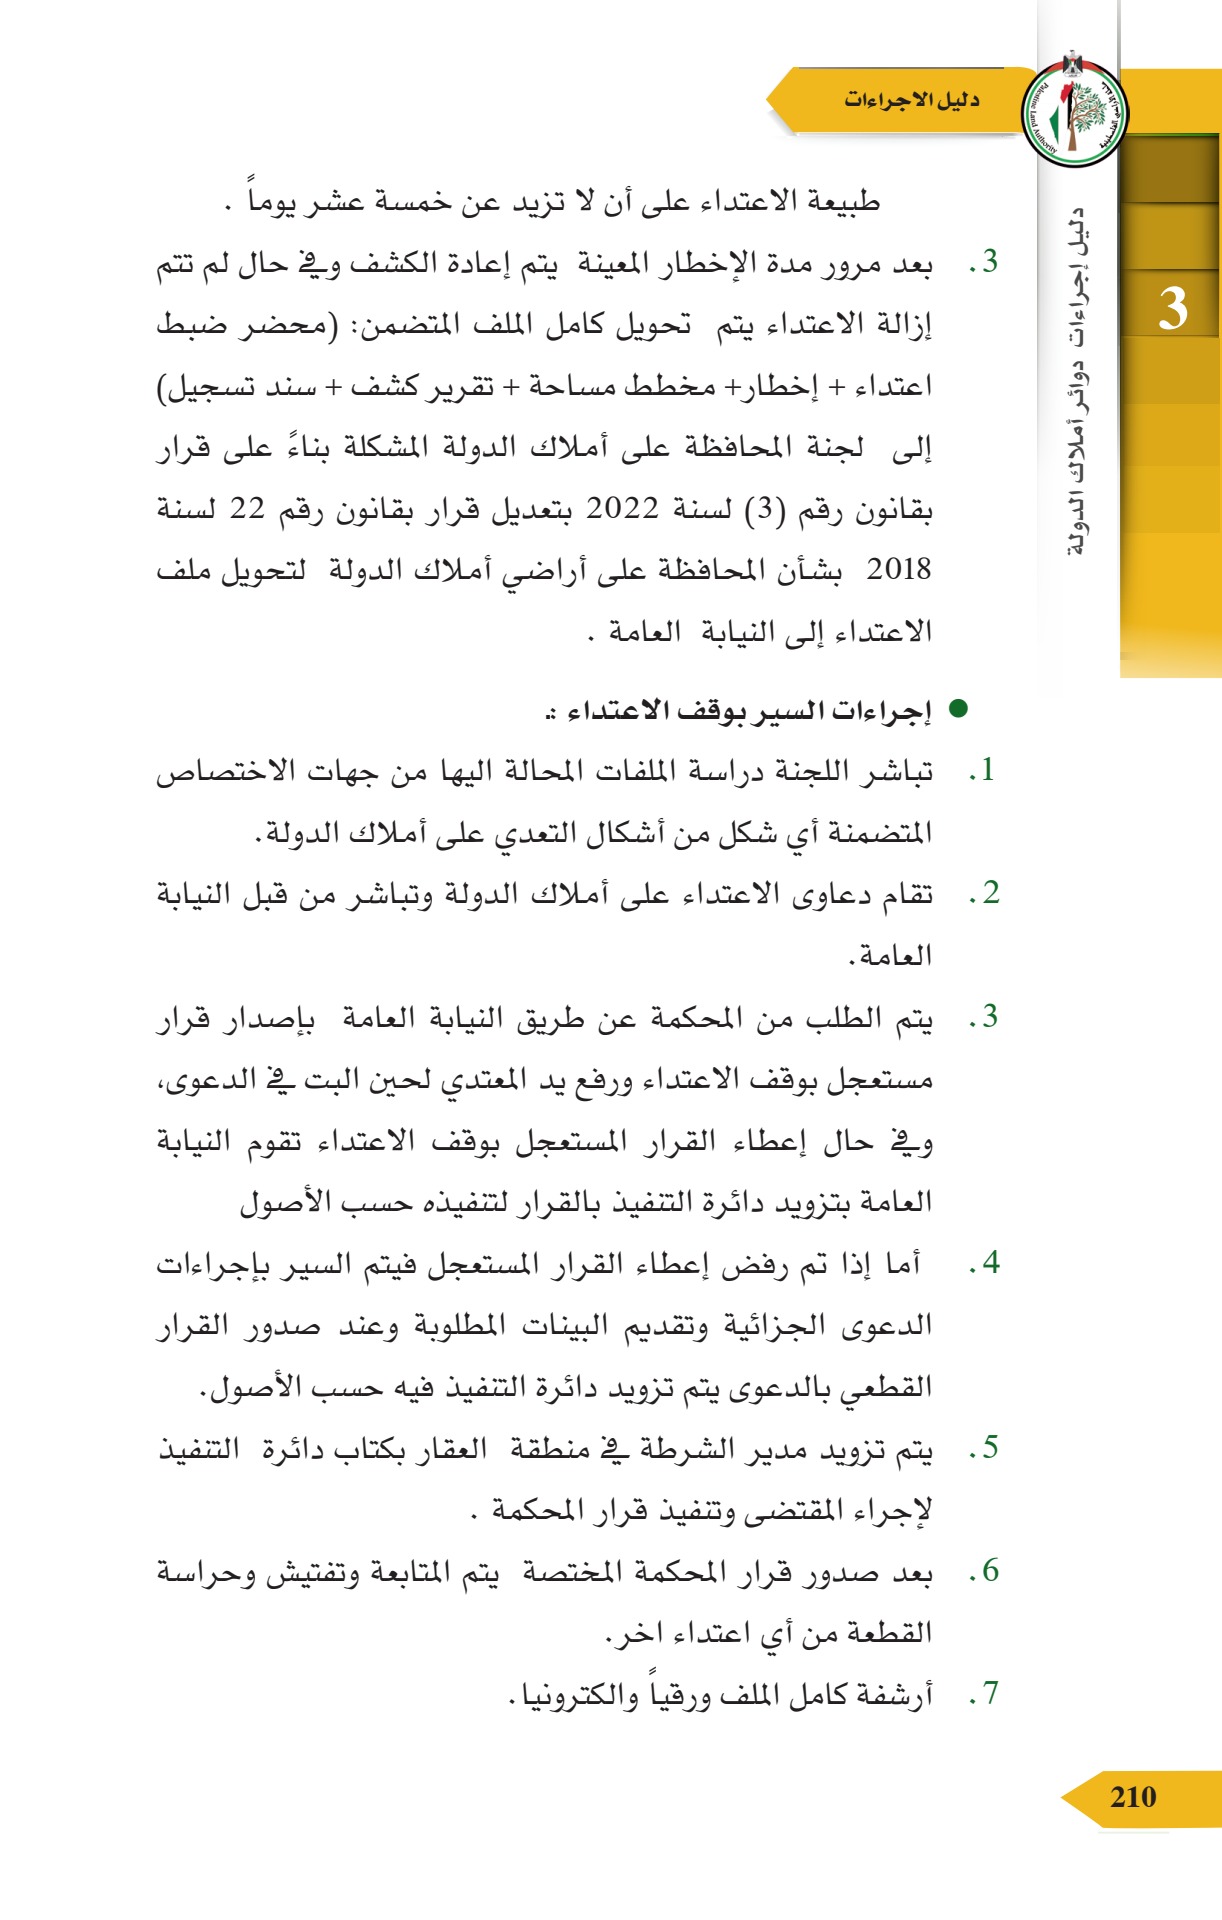 دليل الاجراءات
Palestine Land Authority
دليل إجراءات دوائر أملاك الدولة
3
طبيعة الاعتداء على أن لا تزيد عن خمسة عشر يوماً .
3. بعد مرور مدة الإخطار المعينة يتم إعادة الكشف وفي حال لم تتم
إزالة الاعتداء يتم تحويل كامل الملف المتضمن: (محضر ضبط
اعتداء + إخطار+ مخطط مساحة + تقرير كشف + سند تسجيل)
إلى لجنة المحافظة على أملاك الدولة المشكلة بناءً على قرار
بقانون رقم (3) لسنة 2022 بتعديل قرار بقانون رقم 22 لسنة
2018 بشأن المحافظة على أراضي أملاك الدولة لتحويل ملف
الاعتداء إلى النيابة العامة .
● إجراءات السير بوقف الاعتداء :.
1. تباشر اللجنة دراسة الملفات المحالة اليها من جهات الاختصاص
المتضمنة أي شكل من أشكال التعدي على أملاك الدولة.
2. تقام دعاوى الاعتداء على أملاك الدولة وتباشر من قبل النيابة
العامة.
3. يتم الطلب من المحكمة عن طريق النيابة العامة بإصدار قرار
مستعجل بوقف الاعتداء ورفع يد المعتدي لحين البت في الدعوى،
وفي حال إعطاء القرار المستعجل بوقف الاعتداء تقوم النيابة
العامة بتزويد دائرة التنفيذ بالقرار لتنفيذه حسب الأصول
4. أما إذا تم رفض إعطاء القرار المستعجل فيتم السير بإجراءات
الدعوى الجزائية وتقديم البينات المطلوبة وعند صدور القرار
القطعي بالدعوى يتم تزويد دائرة التنفيذ فيه حسب الأصول.
5. يتم تزويد مدير الشرطة في منطقة العقار بكتاب دائرة التنفيذ
لإجراء المقتضى وتنفيذ قرار المحكمة .
6. بعد صدور قرار المحكمة المختصة يتم المتابعة وتفتيش وحراسة
القطعة من أي اعتداء اخر.
7. أرشفة كامل الملف ورقياً والكترونيا.
210